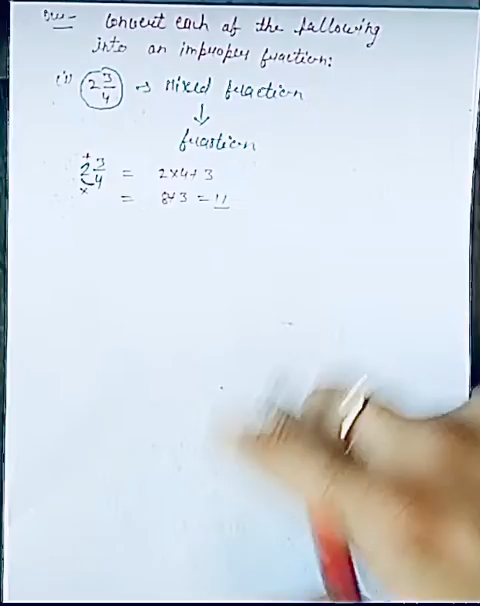 Que- Convert each of the following
into an improper fraction:
(i) 2 3/4 → Mixed fraction
↓
fraction
2 3/4 = 2×4+3
= 8+3 = 11